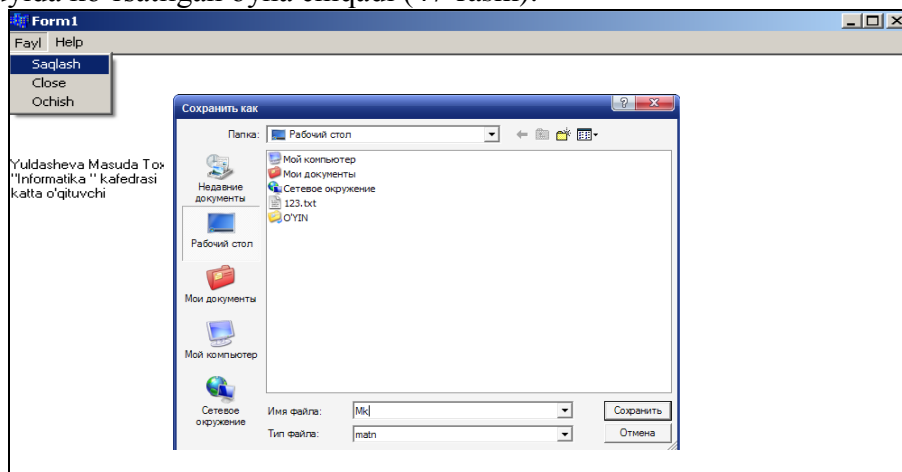 Form1
Fayl Help
Saqlash
Close
Ochish
Yuldasheva Masuda To
"Informatika " kafedrasi
katta o'qituvchi
Сохранить как
Папка: Рабочий стол
Недавние
документы
Рабочий стол
Мои документы
Мой компьютер
Сетевое
окружение
Мой компьютер
Мои документы
Сетевое окружение
123.txt
O'YIN
Имя файла: Mk Сохранить
Тип файла: matn Отмена